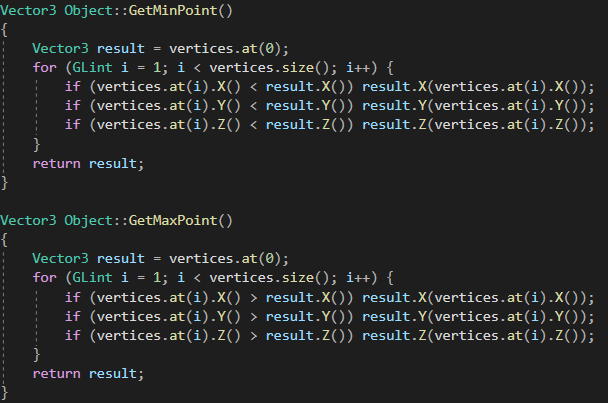 Vector3 Object::GetMinPoint()
{
    Vector3 result = vertices.at(0);
    for (GLint i = 1; i < vertices.size(); i++) {
        if (vertices.at(i).X() < result.X()) result.X(vertices.at(i).X());
        if (vertices.at(i).Y() < result.Y()) result.Y(vertices.at(i).Y());
        if (vertices.at(i).Z() < result.Z()) result.Z(vertices.at(i).Z());
    }
    return result;
}

Vector3 Object::GetMaxPoint()
{
    Vector3 result = vertices.at(0);
    for (GLint i = 1; i < vertices.size(); i++) {
        if (vertices.at(i).X() > result.X()) result.X(vertices.at(i).X());
        if (vertices.at(i).Y() > result.Y()) result.Y(vertices.at(i).Y());
        if (vertices.at(i).Z() > result.Z()) result.Z(vertices.at(i).Z());
    }
    return result;
}